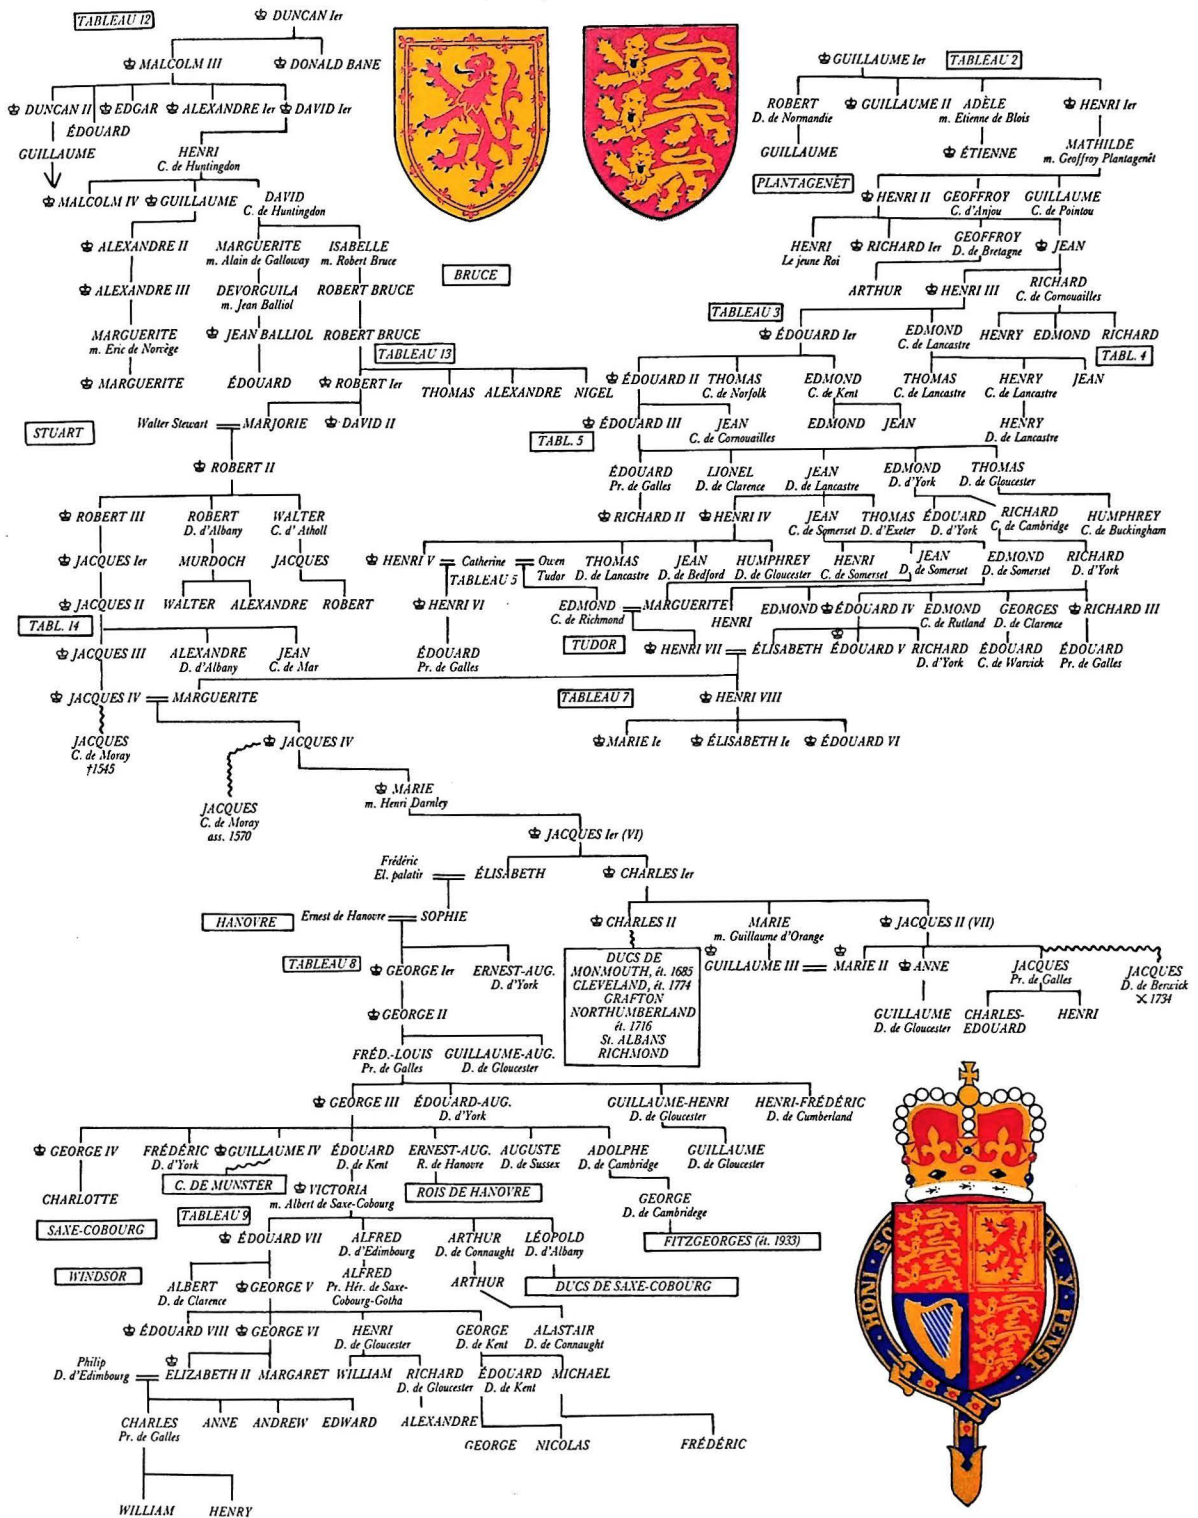 TABLEAU 12
DUNCAN Ier
MALCOLM III
DONALD BANE
DUNCAN II
EDGAR
ALEXANDRE Ier
DAVID Ier
ÉDOUARD
GUILLAUME
HENRI
C. de Huntingdon
MALCOLM IV
GUILLAUME
DAVID
C. de Huntingdon
ALEXANDRE II
MARGUERITE
m. Alain de Galloway
ISABELLE
m. Robert Bruce
BRUCE
ALEXANDRE III
DEVORGUILA
m. Jean Balliol
ROBERT BRUCE
MARGUERITE
m. Eric de Norvège
JEAN BALLIOL
ROBERT BRUCE
TABLEAU 13
MARGUERITE
ÉDOUARD
ROBERT Ier
THOMAS
ALEXANDRE
NIGEL
STUART
Walter Stewart
MARJORIE
DAVID II
ROBERT II
ROBERT III
ROBERT
D. d'Albany
WALTER
C. d'Atholl
JACQUES Ier
MURDOCH
JACQUES
JACQUES II
WALTER
ALEXANDRE
ROBERT
TABL. 14
JACQUES III
ALEXANDRE
D. d'Albany
JEAN
C. de Mar
JACQUES IV
MARGUERITE
JACQUES
C. de Moray
†1545
GUILLAUME Ier
TABLEAU 2
ROBERT
D. de Normandie
GUILLAUME II
ADÈLE
m. Etienne de Blois
HENRI Ier
GUILLAUME
ÉTIENNE
MATHILDE
m. Geoffroy Plantagenêt
PLANTAGENÊT
HENRI II
GEOFFROY
C. d'Anjou
GUILLAUME
C. de Pointou
HENRI
Le jeune Roi
RICHARD Ier
GEOFFROY
D. de Bretagne
JEAN
ARTHUR
HENRI III
RICHARD
C. de Cornouailles
TABLEAU 3
ÉDOUARD Ier
EDMOND
C. de Lancastre
HENRY
EDMOND
RICHARD
TABL. 4
ÉDOUARD II
THOMAS
C. de Norfolk
EDMOND
C. de Kent
THOMAS
C. de Lancastre
HENRY
C. de Lancastre
JEAN
ÉDOUARD III
JEAN
C. de Cornouailles
EDMOND
JEAN
HENRY
D. de Lancastre
TABL. 5
ÉDOUARD
Pr. de Galles
LIONEL
D. de Clarence
JEAN
D. de Lancastre
EDMOND
D. d'York
THOMAS
D. de Gloucester
RICHARD II
HENRI IV
JEAN
C. de Somerset
THOMAS
D. d'Exeter
ÉDOUARD
D. d'York
RICHARD
C. de Cambridge
HUMPHREY
C. de Buckingham
HENRI V
Catherine
Owen
Tudor
TABLEAU 5
THOMAS
D. de Lancastre
JEAN
D. de Bedford
HUMPHREY
D. de Gloucester
HENRI
C. de Somerset
JEAN
D. de Somerset
EDMOND
D. de Somerset
RICHARD
D. d'York
HENRI VI
EDMOND
C. de Richmond
MARGUERITE
HENRI
EDMOND
ÉDOUARD IV
EDMOND
C. de Rutland
GEORGES
D. de Clarence
RICHARD III
ÉDOUARD
Pr. de Galles
TUDOR
HENRI VII
ÉLISABETH
ÉDOUARD V
RICHARD
D. d'York
ÉDOUARD
C. de Warwick
ÉDOUARD
Pr. de Galles
TABLEAU 7
HENRI VIII
MARIE Ie
ÉLISABETH Ie
ÉDOUARD VI
JACQUES IV
JACQUES
C. de Moray
ass. 1570
MARIE
m. Henri Darnley
JACQUES Ier (VI)
Frédéric
El. palatir
ÉLISABETH
CHARLES Ier
HANOVRE
Ernest de Hanovre
SOPHIE
CHARLES II
MARIE
m. Guillaume d'Orange
JACQUES II (VII)
TABLEAU 8
GEORGE Ier
ERNEST-AUG.
D. d'York
DUCS DE
MONMOUTH, ét. 1685
CLEVELAND, ét. 1774
GRAFTON
NORTHUMBERLAND
ét. 1716
St. ALBANS
RICHMOND
GUILLAUME III
MARIE II
ANNE
JACQUES
Pr. de Galles
JACQUES
D. de Berwick
⚔ 1734
GUILLAUME
D. de Gloucester
CHARLES-
EDOUARD
HENRI
GEORGE II
FRÉD.-LOUIS
Pr. de Galles
GUILLAUME-AUG.
D. de Gloucester
GEORGE III
ÉDOUARD-AUG.
D. d'York
GUILLAUME-HENRI
D. de Gloucester
HENRI-FRÉDÉRIC
D. de Cumberland
GEORGE IV
FRÉDÉRIC
D. d'York
GUILLAUME IV
ÉDOUARD
D. de Kent
ERNEST-AUG.
R. de Hanovre
AUGUSTE
D. de Sussex
ADOLPHE
D. de Cambridge
GUILLAUME
D. de Gloucester
CHARLOTTE
C. DE MUNSTER
VICTORIA
m. Albert de Saxe-Cobourg
ROIS DE HANOVRE
GEORGE
D. de Cambridege
SAXE-COBOURG
TABLEAU 9
ÉDOUARD VII
ALFRED
D. d'Edimbourg
ARTHUR
D. de Connaught
LÉOPOLD
D. d'Albany
FITZGEORGES (ét. 1933)
WINDSOR
ALBERT
D. de Clarence
GEORGE V
ALFRED
Pr. Hér. de Saxe-
Cobourg-Gotha
ARTHUR
DUCS DE SAXE-COBOURG
ÉDOUARD VIII
GEORGE VI
HENRI
D. de Gloucester
GEORGE
D. de Kent
ALASTAIR
D. de Connaught
Philip
D. d'Edimbourg
ELIZABETH II
MARGARET
WILLIAM
RICHARD
D. de Gloucester
ÉDOUARD
D. de Kent
MICHAEL
CHARLES
Pr. de Galles
ANNE
ANDREW
EDWARD
ALEXANDRE
GEORGE
NICOLAS
FRÉDÉRIC
WILLIAM
HENRY
HONI
Y PENSE